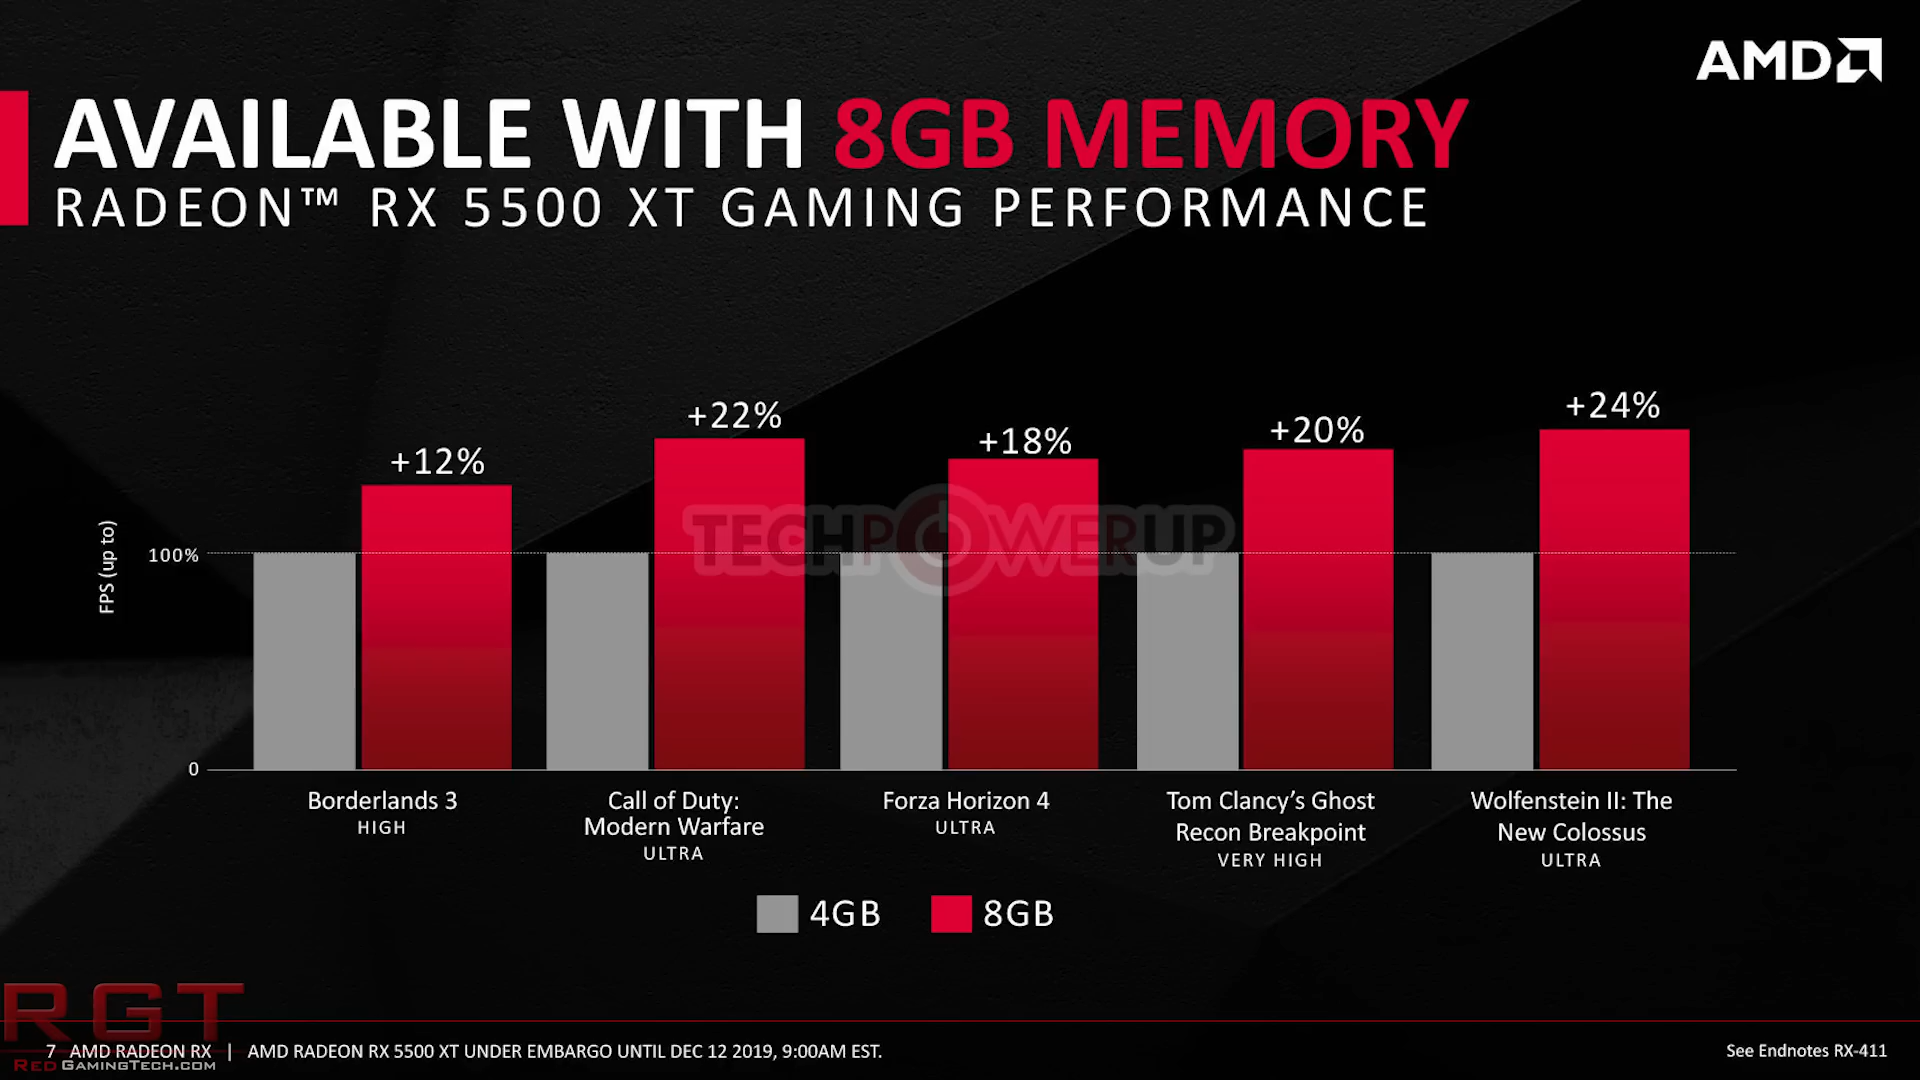 AMD
AVAILABLE WITH 8GB MEMORY
RADEON™ RX 5500 XT GAMING PERFORMANCE
+12%
+22%
+18%
+20%
+24%
TECHPOWERUP
FPS (up to)
100%
0
Borderlands 3
HIGH
Call of Duty:
Modern Warfare
ULTRA
Forza Horizon 4
ULTRA
Tom Clancy’s Ghost
Recon Breakpoint
VERY HIGH
Wolfenstein II: The
New Colossus
ULTRA
4GB
8GB
RGT
7 AMD RADEON RX | AMD RADEON RX 5500 XT UNDER EMBARGO UNTIL DEC 12 2019, 9:00AM EST.
See Endnotes RX-411
REDGAMINGTECH.COM